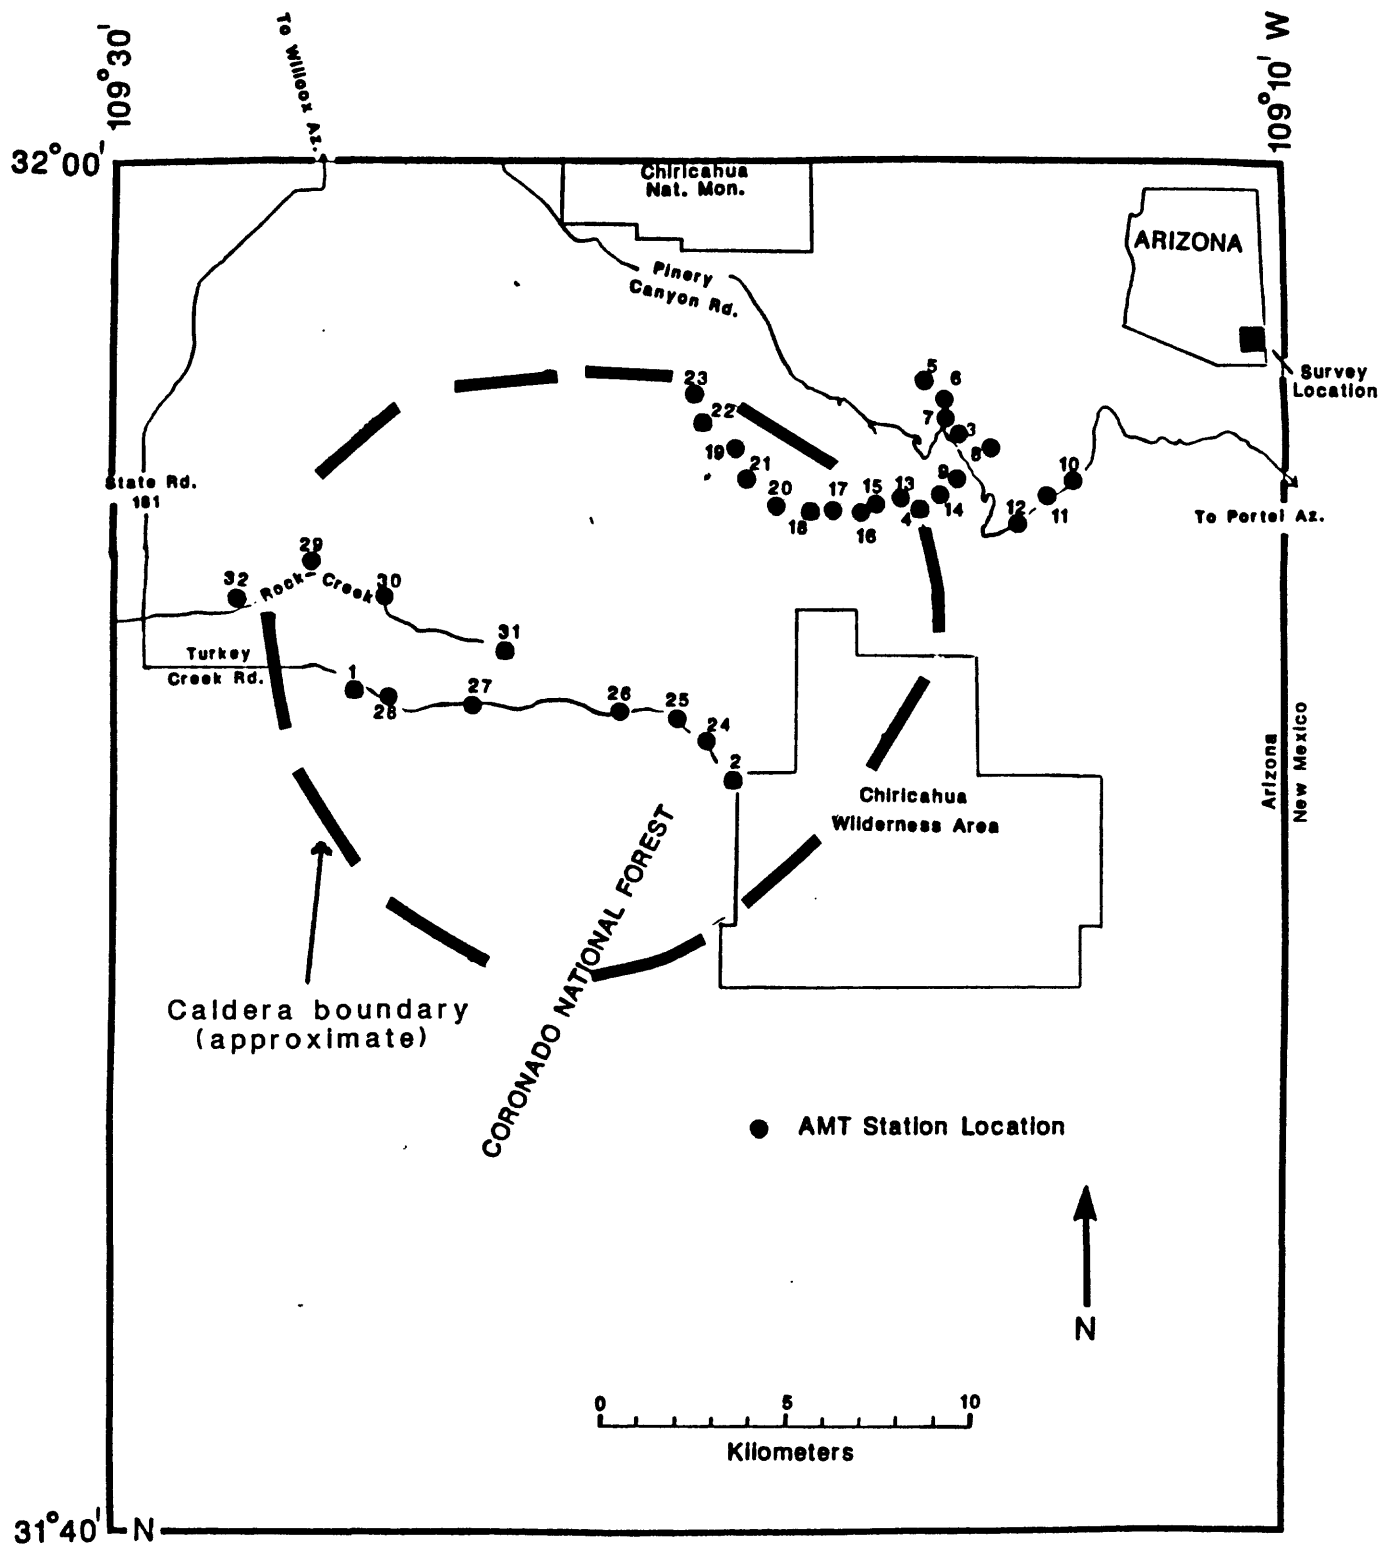 To Willcox Az.
109°30'
109°10' W
32°00'
Chiricahua
Nat. Mon.
ARIZONA
Pinery
Canyon Rd.
Survey
Location
5
6
23
7
3
22
8
19
21
9
10
State Rd.
181
20
17
15
13
14
12
11
18
16
4
To Portal Az.
29
32
Rock Creek
30
31
Turkey
Creek Rd.
1
28
27
26
25
24
2
Arizona
New Mexico
Chiricahua
Wilderness Area
CORONADO NATIONAL FOREST
Caldera boundary
(approximate)
AMT Station Location
N
0 5 10
Kilometers
31°40' N